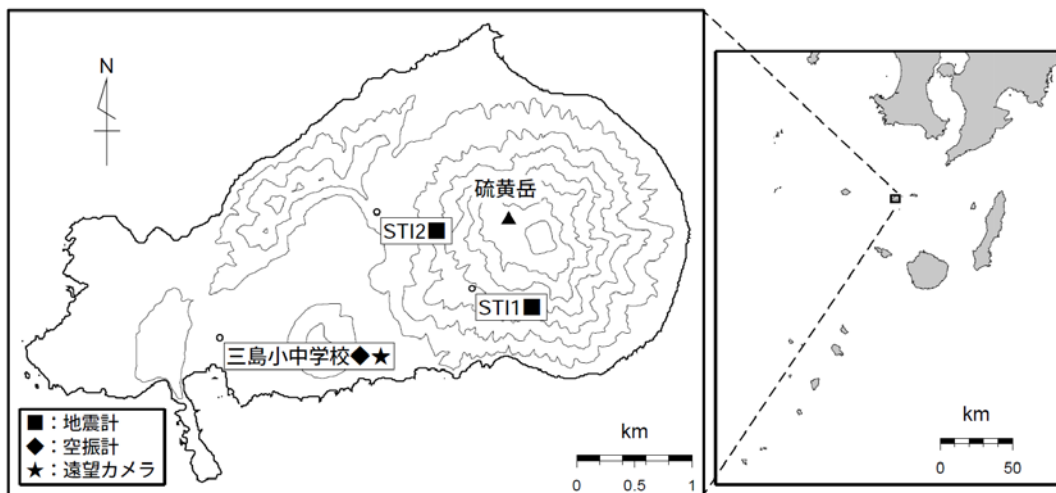 N
硫黄岳
STI2■
STI1■
三島小中学校◆★
■：地震計
◆：空振計
★：遠望カメラ
km
0 0.5 1
km
0 50